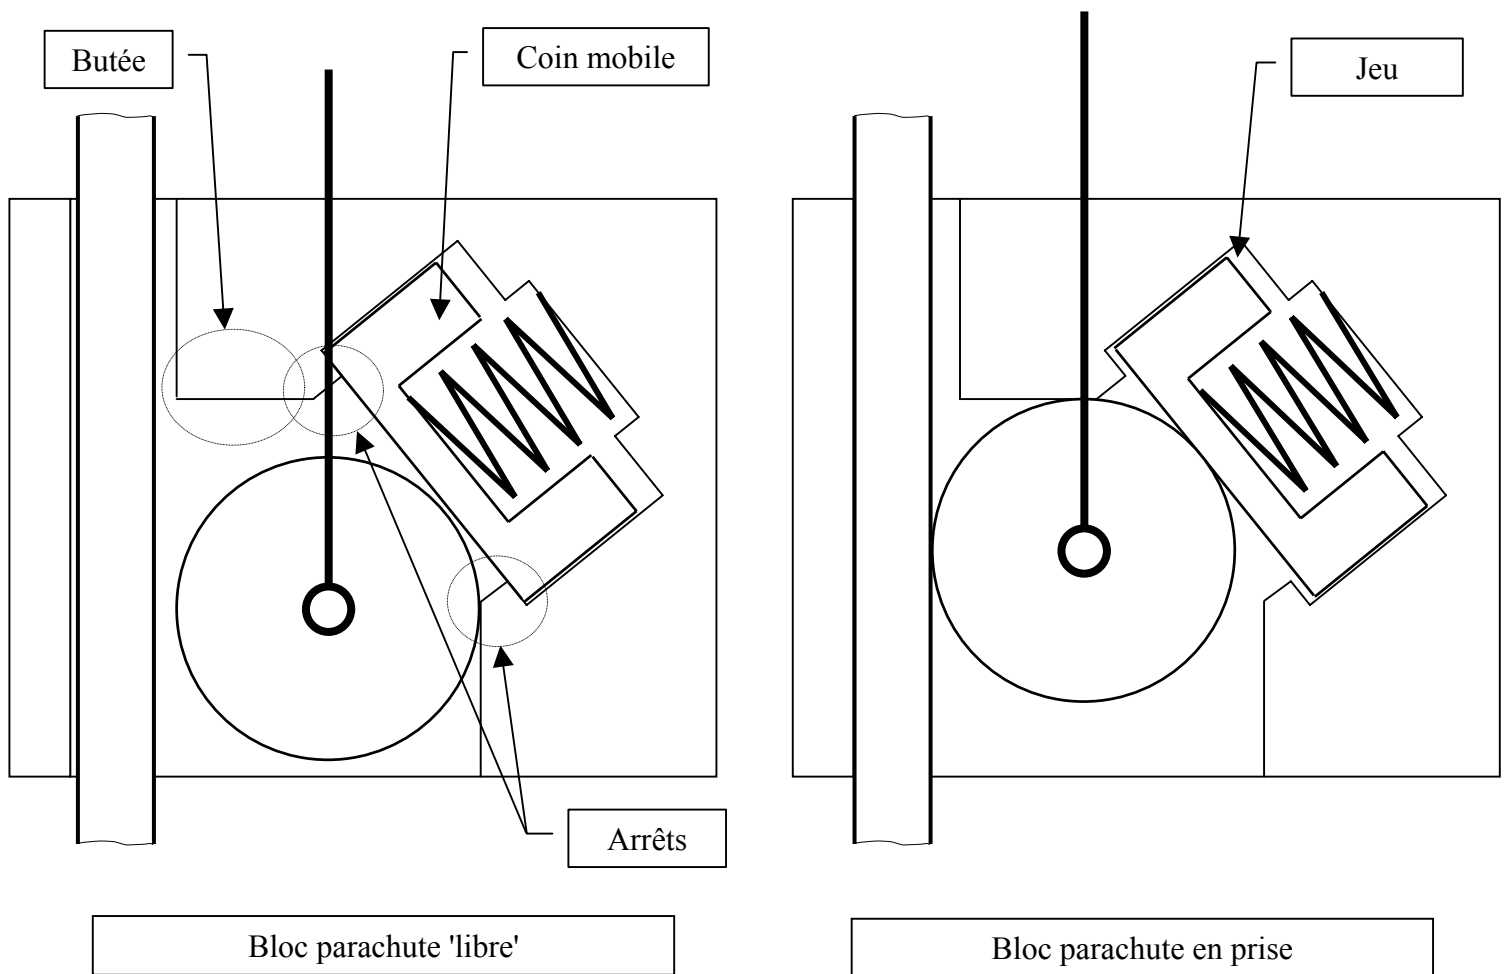 Butée
Coin mobile
Jeu
Arrêts
Bloc parachute 'libre'
Bloc parachute en prise